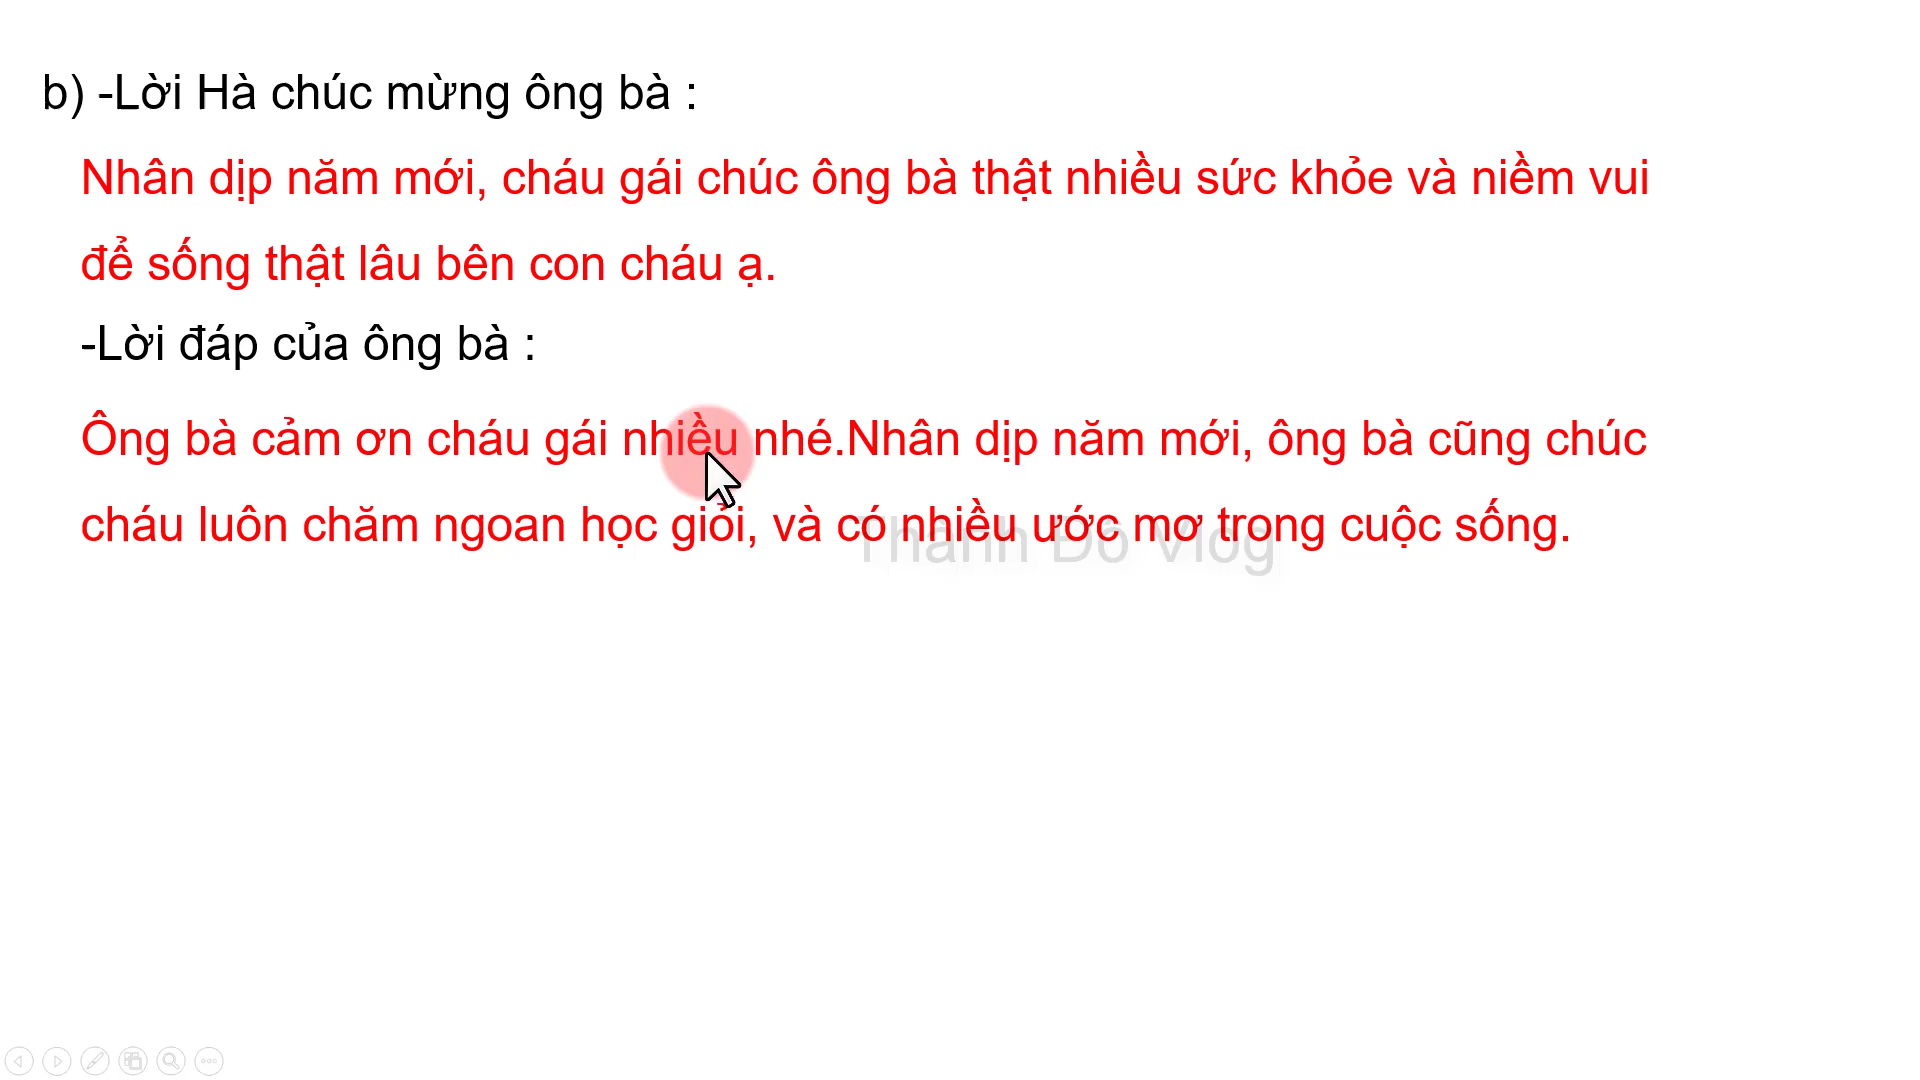 b) -Lời Hà chúc mừng ông bà :
Nhân dịp năm mới, cháu gái chúc ông bà thật nhiều sức khỏe và niềm vui
để sống thật lâu bên con cháu ạ.
-Lời đáp của ông bà :
Ông bà cảm ơn cháu gái nhiều nhé.Nhân dịp năm mới, ông bà cũng chúc
cháu luôn chăm ngoan học giỏi, và có nhiều ước mơ trong cuộc sống.
Thành Đô Vlog